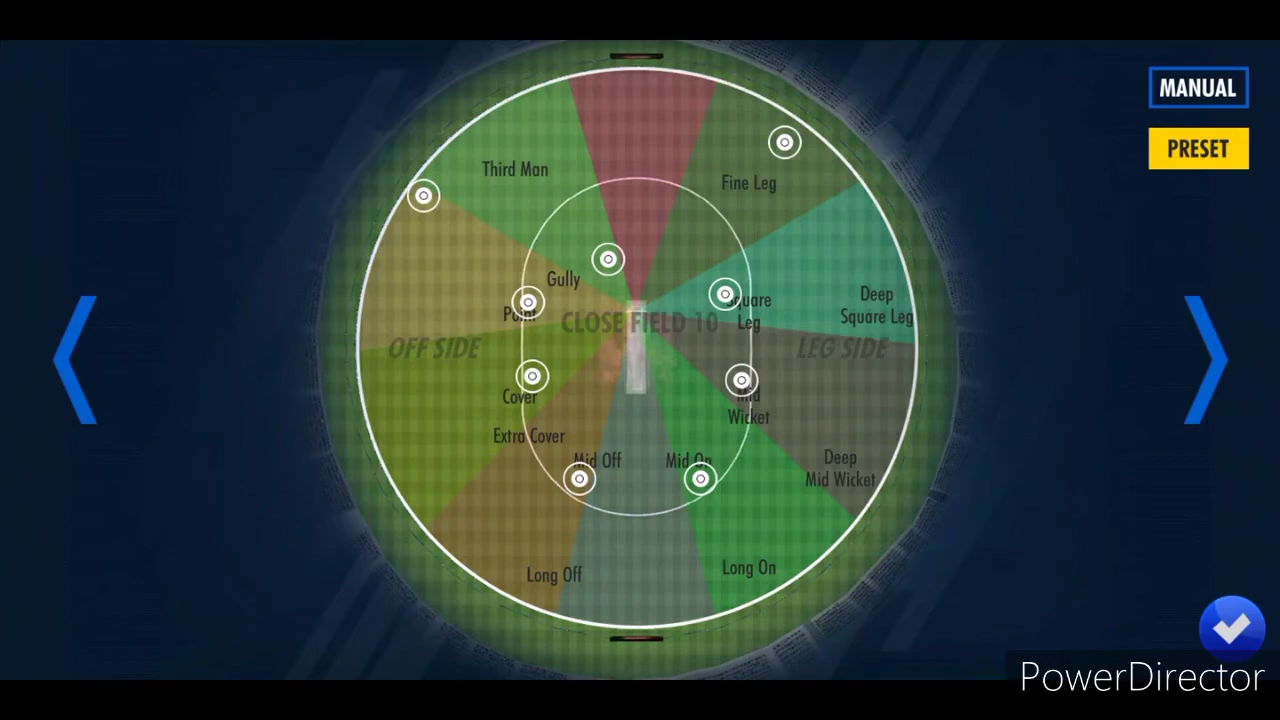 MANUAL
PRESET
Third Man
Fine Leg
Gully
Point
Square
Leg
Deep
Square Leg
CLOSE FIELD 10
OFF SIDE
LEG SIDE
Cover
Mid
Wicket
Extra Cover
Mid Off
Mid On
Deep
Mid Wicket
Long Off
Long On
PowerDirector